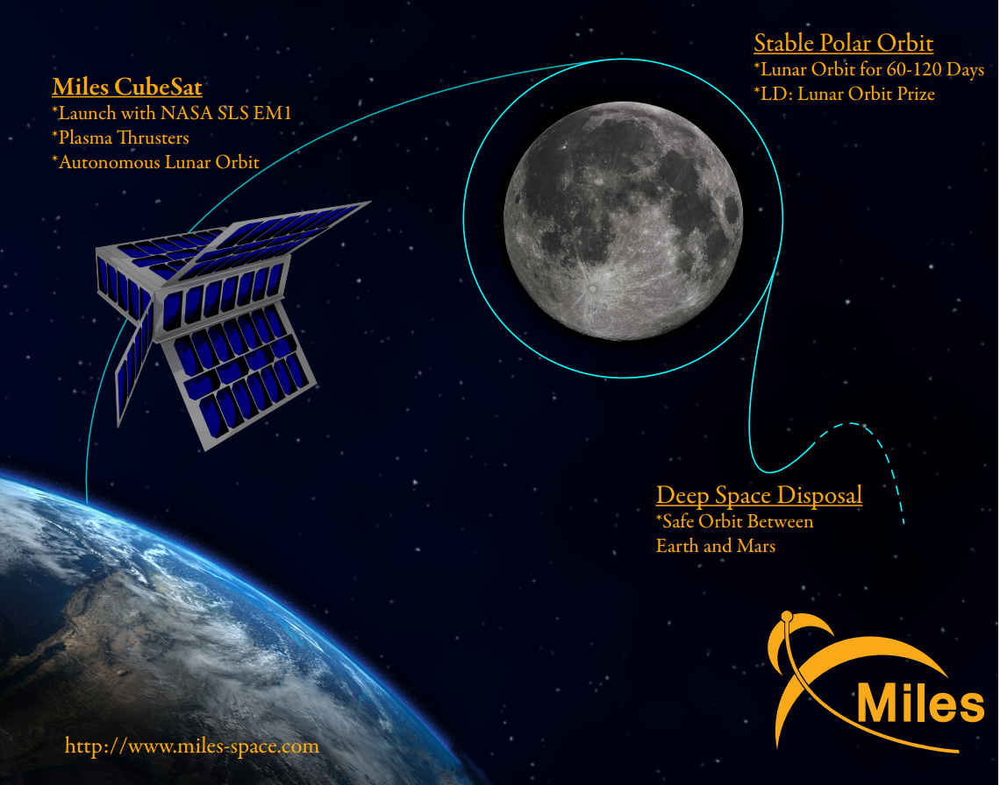 Stable Polar Orbit
*Lunar Orbit for 60-120 Days
*LD: Lunar Orbit Prize
Miles CubeSat
*Launch with NASA SLS EM1
*Plasma Thrusters
*Autonomous Lunar Orbit
Deep Space Disposal
*Safe Orbit Between
Earth and Mars
Miles
http://www.miles-space.com